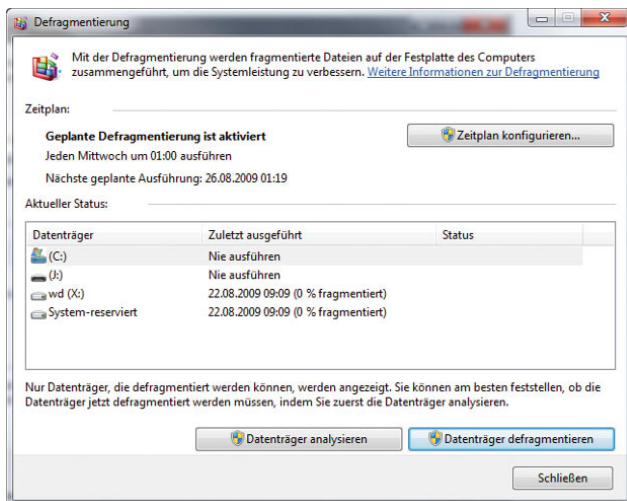 Defragmentierung
Mit der Defragmentierung werden fragmentierte Dateien auf der Festplatte des Computers
zusammengeführt, um die Systemleistung zu verbessern. Weitere Informationen zur Defragmentierung
Zeitplan:
Geplante Defragmentierung ist aktiviert
Zeitplan konfigurieren...
Jeden Mittwoch um 01:00 ausführen
Nächste geplante Ausführung: 26.08.2009 01:19
Aktueller Status:
Datenträger Zuletzt ausgeführt Status
(C:) Nie ausführen
(J:) Nie ausführen
wd (X:) 22.08.2009 09:09 (0 % fragmentiert)
System-reserviert 22.08.2009 09:09 (0 % fragmentiert)
Nur Datenträger, die defragmentiert werden können, werden angezeigt. Sie können am besten feststellen, ob die
Datenträger jetzt defragmentiert werden müssen, indem Sie zuerst die Datenträger analysieren.
Datenträger analysieren Datenträger defragmentieren
Schließen